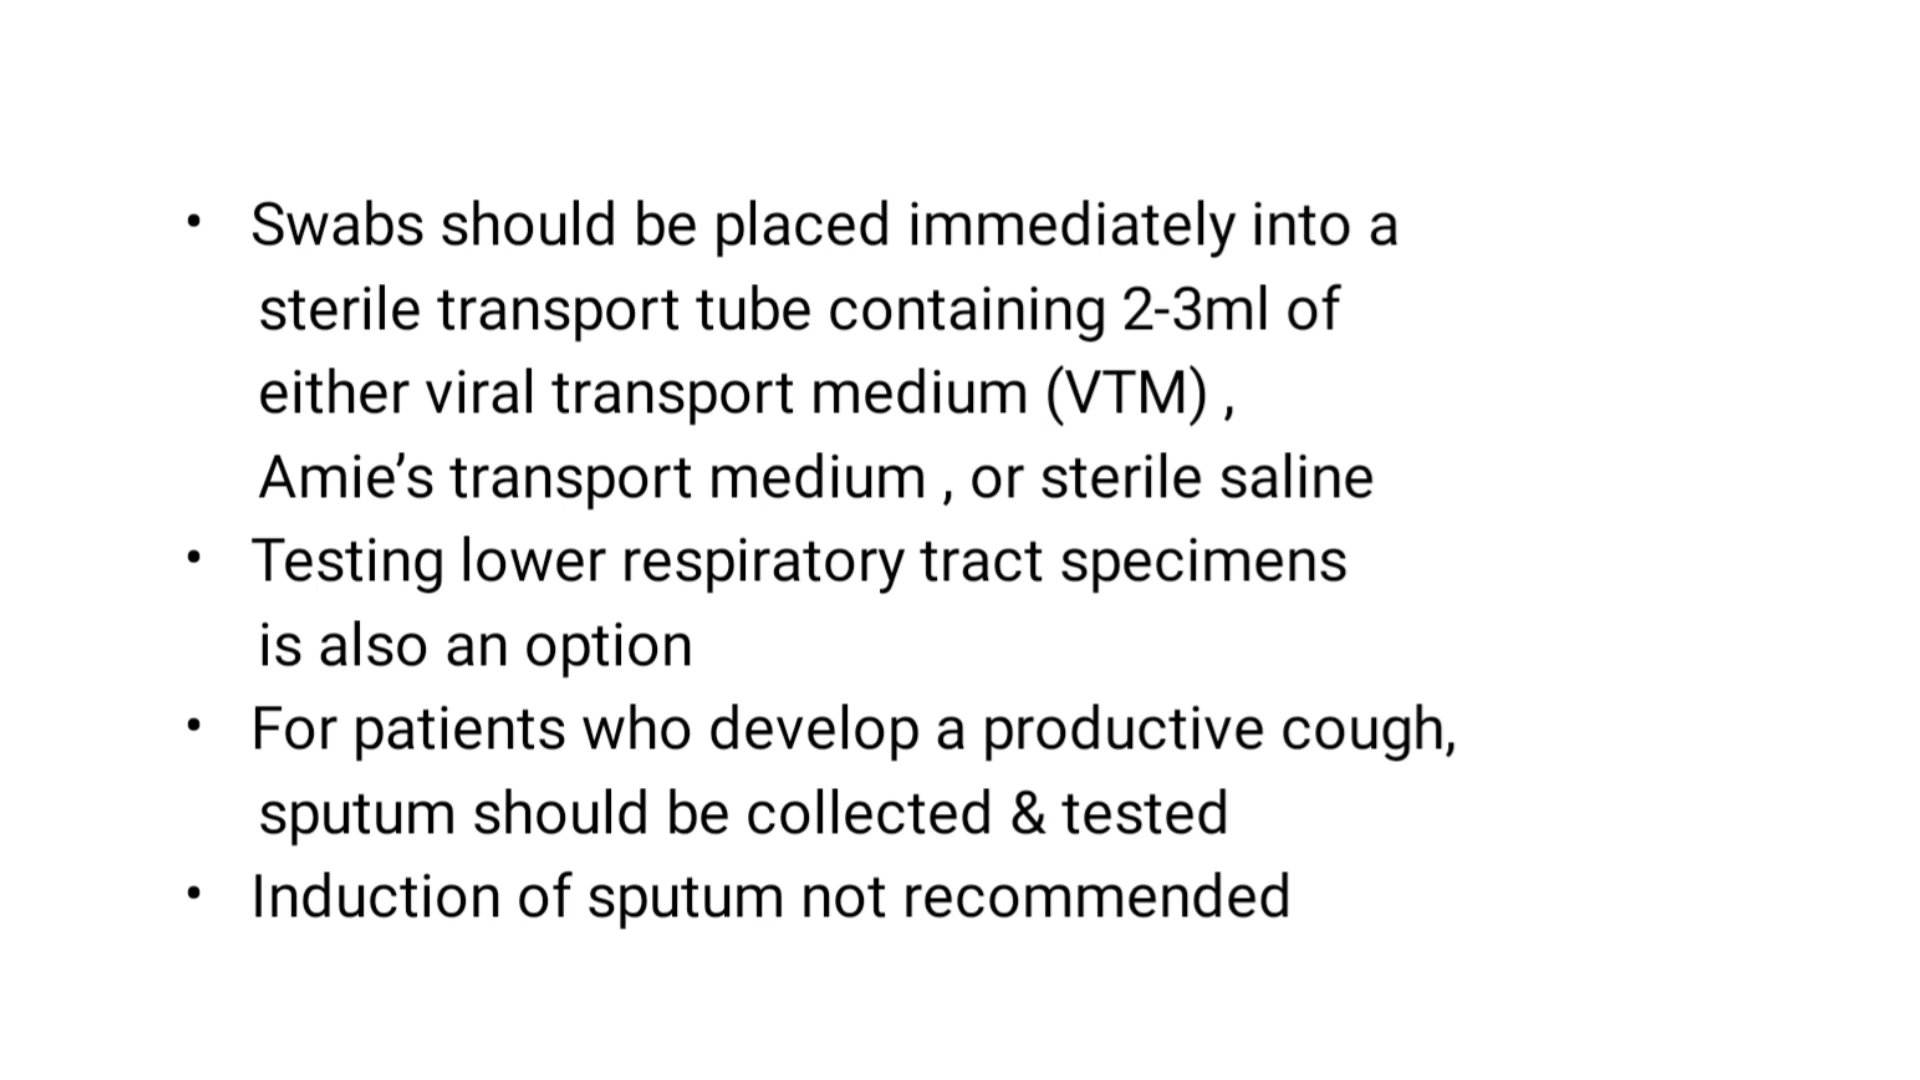 • Swabs should be placed immediately into a
sterile transport tube containing 2-3ml of
either viral transport medium (VTM) ,
Amie’s transport medium , or sterile saline
• Testing lower respiratory tract specimens
is also an option
• For patients who develop a productive cough,
sputum should be collected & tested
• Induction of sputum not recommended